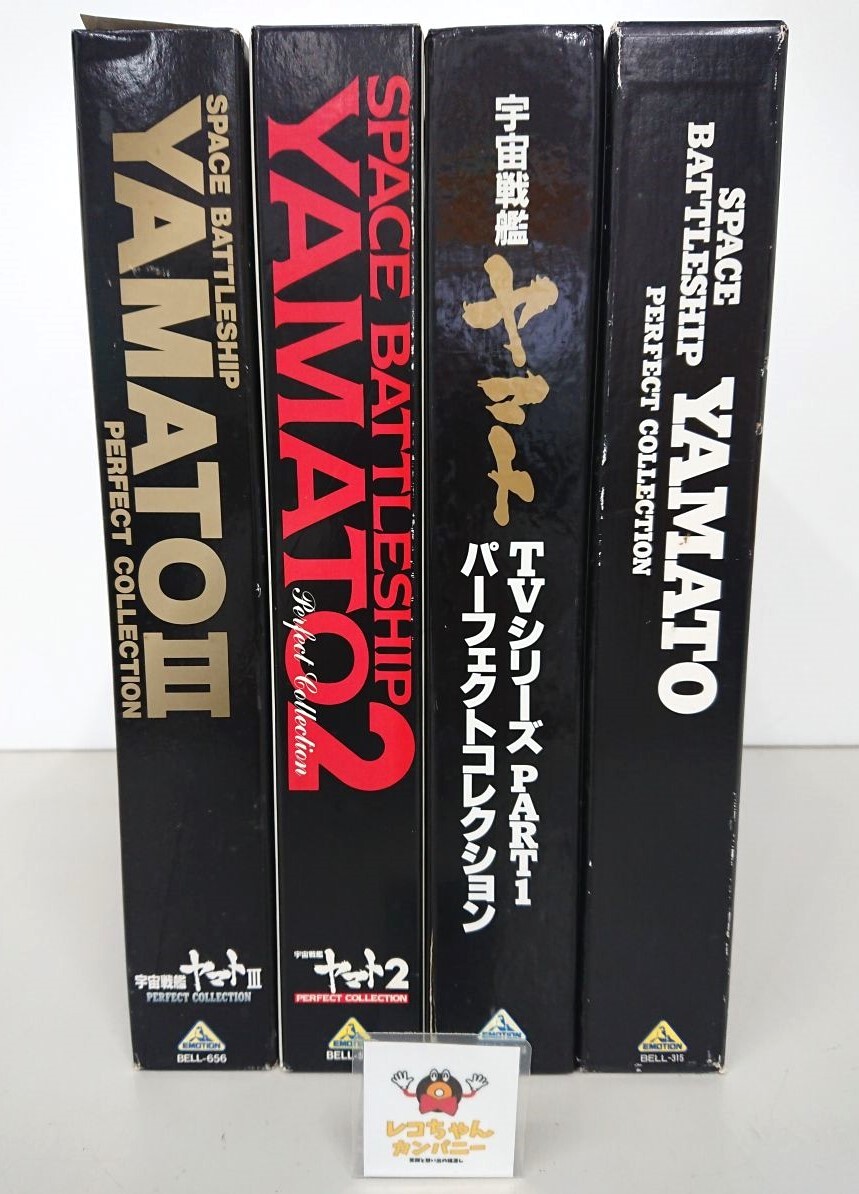 SPACE BATTLESHIP
YAMATO III
PERFECT COLLECTION
宇宙戦艦 ヤマト III
PERFECT COLLECTION
EMOTION
BELL-656
SPACE BATTLESHIP
YAMATO 2
Perfect Collection
宇宙戦艦
ヤマト 2
PERFECT COLLECTION
EMOTION
宇宙戦艦
ヤマト
TVシリーズ PART1
パーフェクトコレクション
EMOTION
SPACE
BATTLESHIP YAMATO
PERFECT COLLECTION
EMOTION
BELL-315
レコちゃん
カンパニー